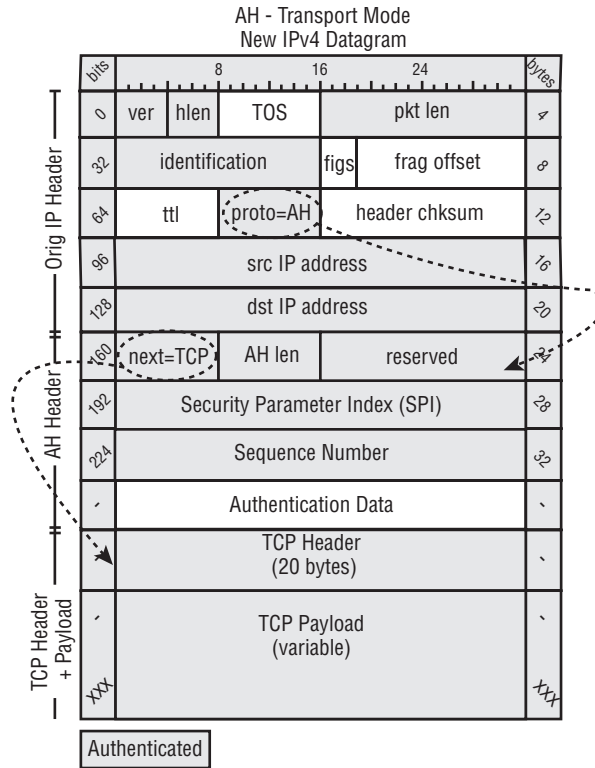 AH - Transport Mode
New IPv4 Datagram
bits 8 16 24 bytes
0 ver hlen TOS pkt len 4
32 identification figs frag offset 8
64 ttl proto=AH header chksum 12
96 src IP address 16
128 dst IP address 20
160 next=TCP AH len reserved 24
192 Security Parameter Index (SPI) 28
224 Sequence Number 32
- Authentication Data -
TCP Header
(20 bytes)
-
- TCP Payload -
(variable)
XXX XXX
Orig IP Header
AH Header
TCP Header
+ Payload
Authenticated